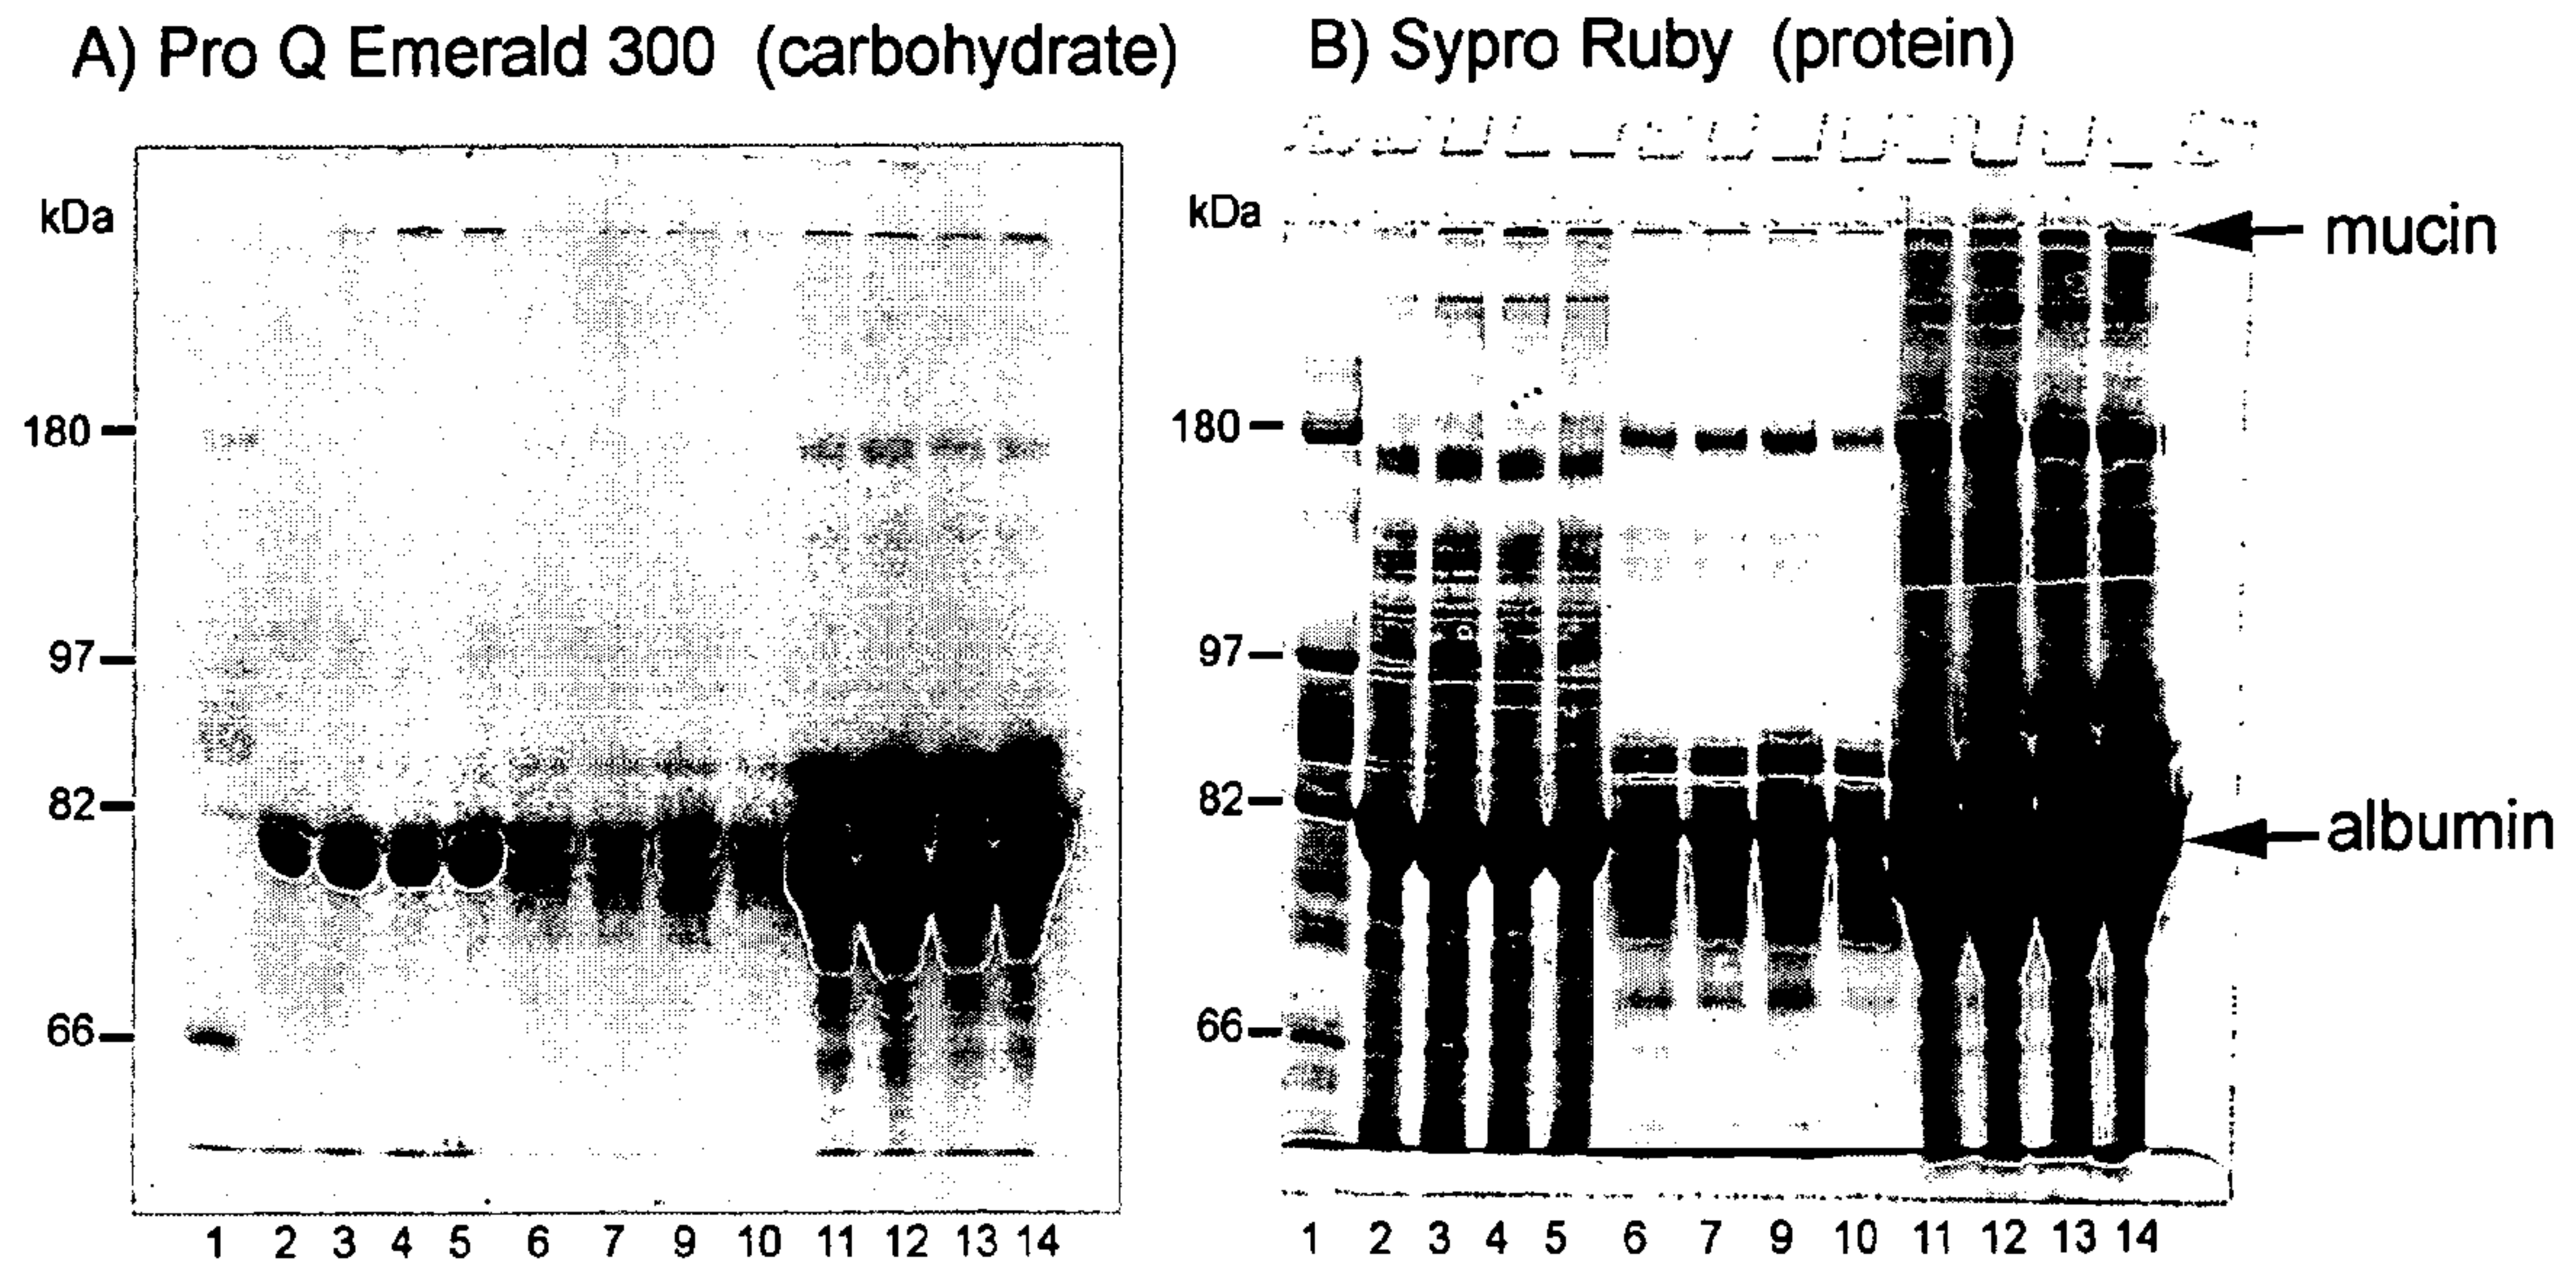 A) Pro Q Emerald 300 (carbohydrate)
kDa
180
97
82
66
1 2 3 4 5 6 7 9 10 11 12 13 14
B) Sypro Ruby (protein)
kDa
mucin
180
97
82
albumin
66
1 2 3 4 5 6 7 9 10 11 12 13 14